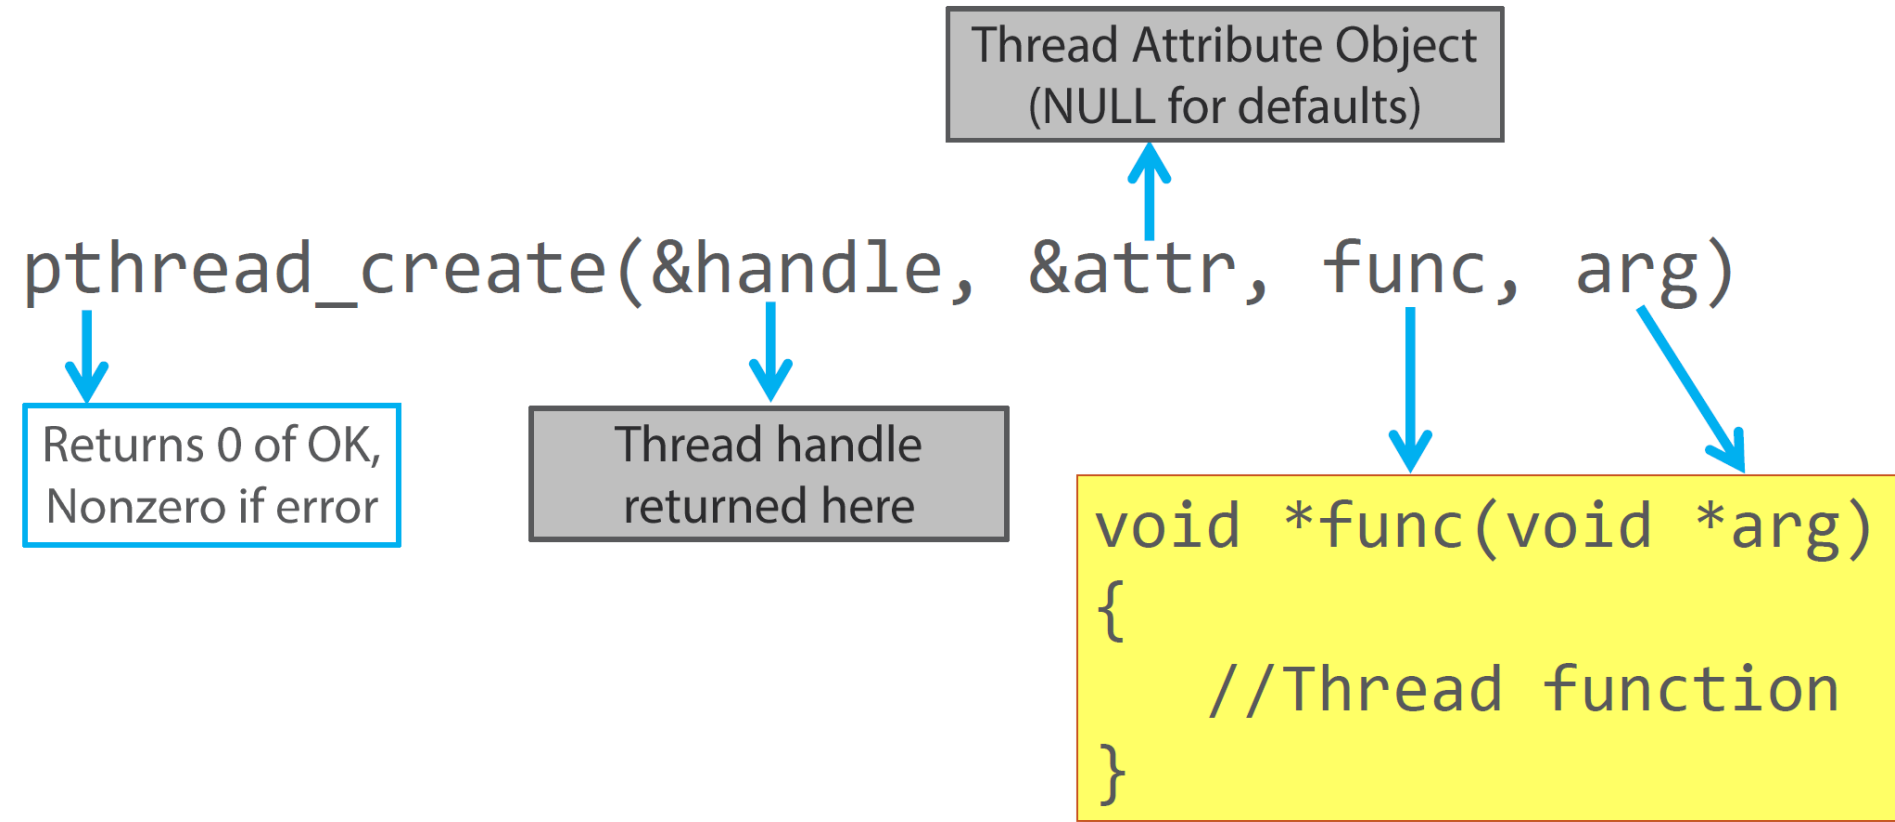 Thread Attribute Object
(NULL for defaults)
pthread_create(&handle, &attr, func, arg)
Returns 0 of OK,
Nonzero if error
Thread handle
returned here
void *func(void *arg)
{
//Thread function
}